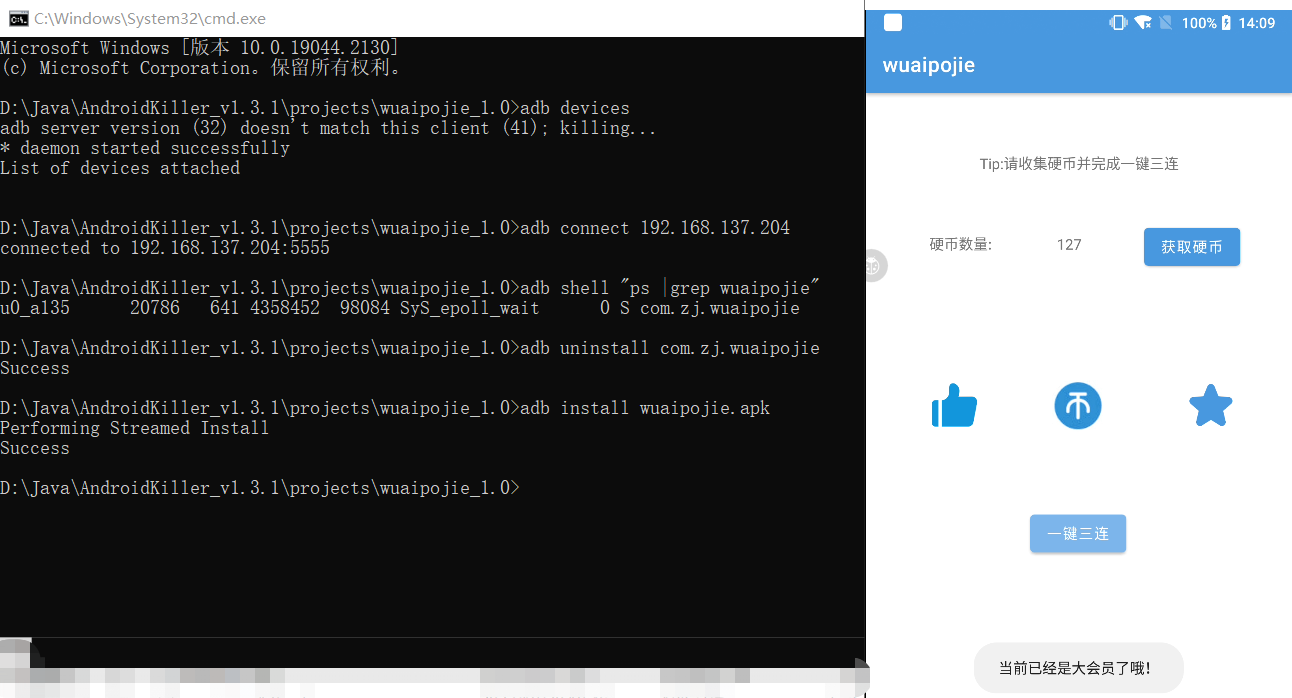 C:\Windows\System32\cmd.exe
Microsoft Windows [版本 10.0.19044.2130]
(c) Microsoft Corporation。保留所有权利。
D:\Java\AndroidKiller_v1.3.1\projects\wuaipojie_1.0>adb devices
adb server version (32) doesn't match this client (41); killing...
* daemon started successfully
List of devices attached
D:\Java\AndroidKiller_v1.3.1\projects\wuaipojie_1.0>adb connect 192.168.137.204
connected to 192.168.137.204:5555
D:\Java\AndroidKiller_v1.3.1\projects\wuaipojie_1.0>adb shell "ps |grep wuaipojie"
u0_a135      20786   641 4358452  98084 SyS_epoll_wait      0 S com.zj.wuaipojie
D:\Java\AndroidKiller_v1.3.1\projects\wuaipojie_1.0>adb uninstall com.zj.wuaipojie
Success
D:\Java\AndroidKiller_v1.3.1\projects\wuaipojie_1.0>adb install wuaipojie.apk
Performing Streamed Install
Success
D:\Java\AndroidKiller_v1.3.1\projects\wuaipojie_1.0>
100% 14:09
wuaipojie
Tip:请收集硬币并完成一键三连
硬币数量: 127 获取硬币
一键三连
当前已经是大会员了哦!